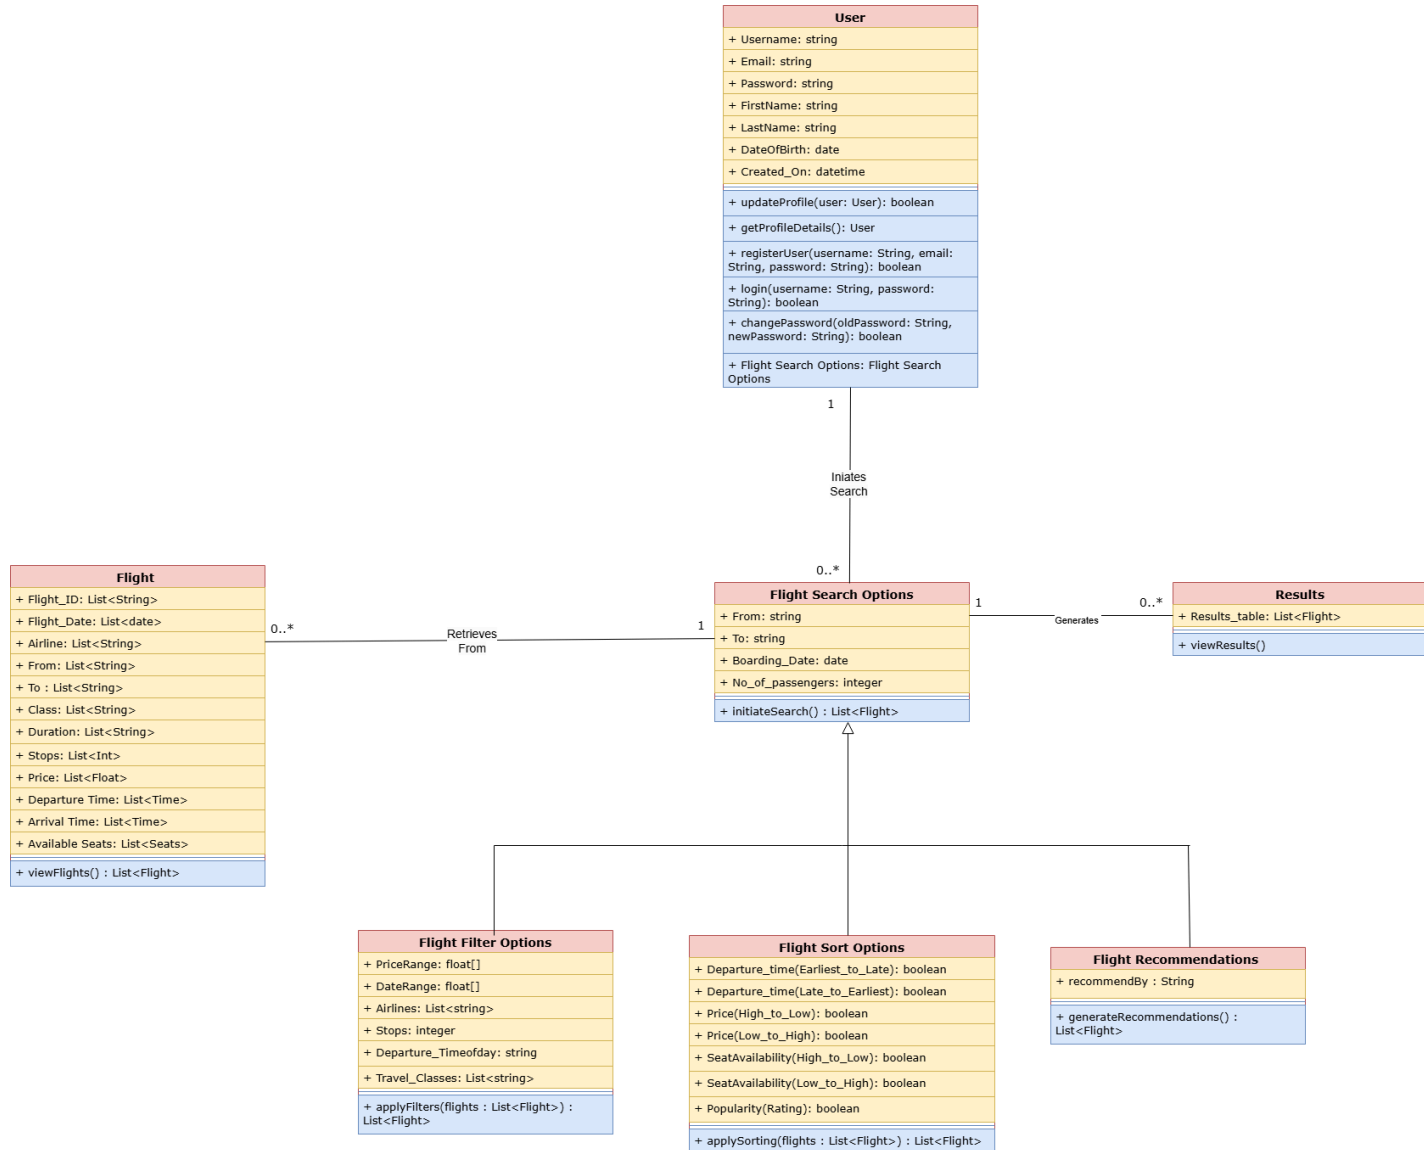 User
+ Username: string
+ Email: string
+ Password: string
+ FirstName: string
+ LastName: string
+ DateOfBirth: date
+ Created_On: datetime
+ updateProfile(user: User): boolean
+ getProfileDetails(): User
+ registerUser(username: String, email:
String, password: String): boolean
+ login(username: String, password:
String): boolean
+ changePassword(oldPassword: String,
newPassword: String): boolean
+ Flight Search Options: Flight Search
Options
1
Iniates
Search
0..*
Flight
+ Flight_ID: List<String>
+ Flight_Date: List<date>
+ Airline: List<String>
+ From: List<String>
+ To : List<String>
+ Class: List<String>
+ Duration: List<String>
+ Stops: List<Int>
+ Price: List<Float>
+ Departure Time: List<Time>
+ Arrival Time: List<Time>
+ Available Seats: List<Seats>
+ viewFlights() : List<Flight>
0..*
Retrieves
From
1
Flight Search Options
+ From: string
+ To: string
+ Boarding_Date: date
+ No_of_passengers: integer
+ initiateSearch() : List<Flight>
1
Generates
0..*
Results
+ Results_table: List<Flight>
+ viewResults()
Flight Filter Options
+ PriceRange: float[]
+ DateRange: float[]
+ Airlines: List<string>
+ Stops: integer
+ Departure_Timeofday: string
+ Travel_Classes: List<string>
+ applyFilters(flights : List<Flight>) :
List<Flight>
Flight Sort Options
+ Departure_time(Earliest_to_Late): boolean
+ Departure_time(Late_to_Earliest): boolean
+ Price(High_to_Low): boolean
+ Price(Low_to_High): boolean
+ SeatAvailability(High_to_Low): boolean
+ SeatAvailability(Low_to_High): boolean
+ Popularity(Rating): boolean
+ applySorting(flights : List<Flight>) : List<Flight>
Flight Recommendations
+ recommendBy : String
+ generateRecommendations() :
List<Flight>